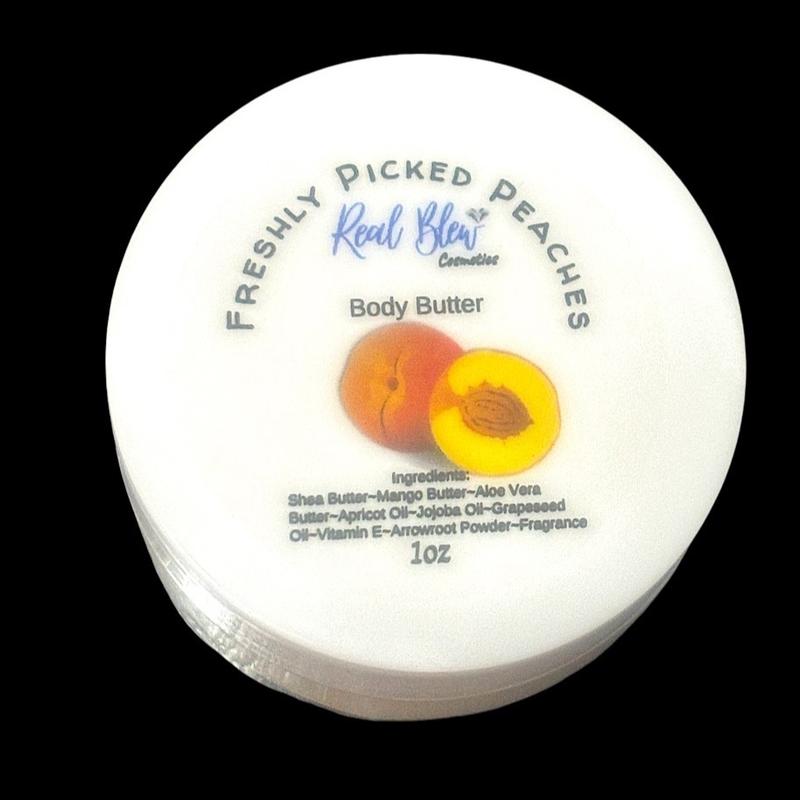 FRESHLY PICKED PEACHES
Real Blew
Cosmetics
Body Butter
Ingredients:
Shea Butter~Mango Butter~Aloe Vera
Butter~Apricot Oil~Jojoba Oil~Grapeseed
Oil~Vitamin E~Arrowroot Powder~Fragrance
1oz